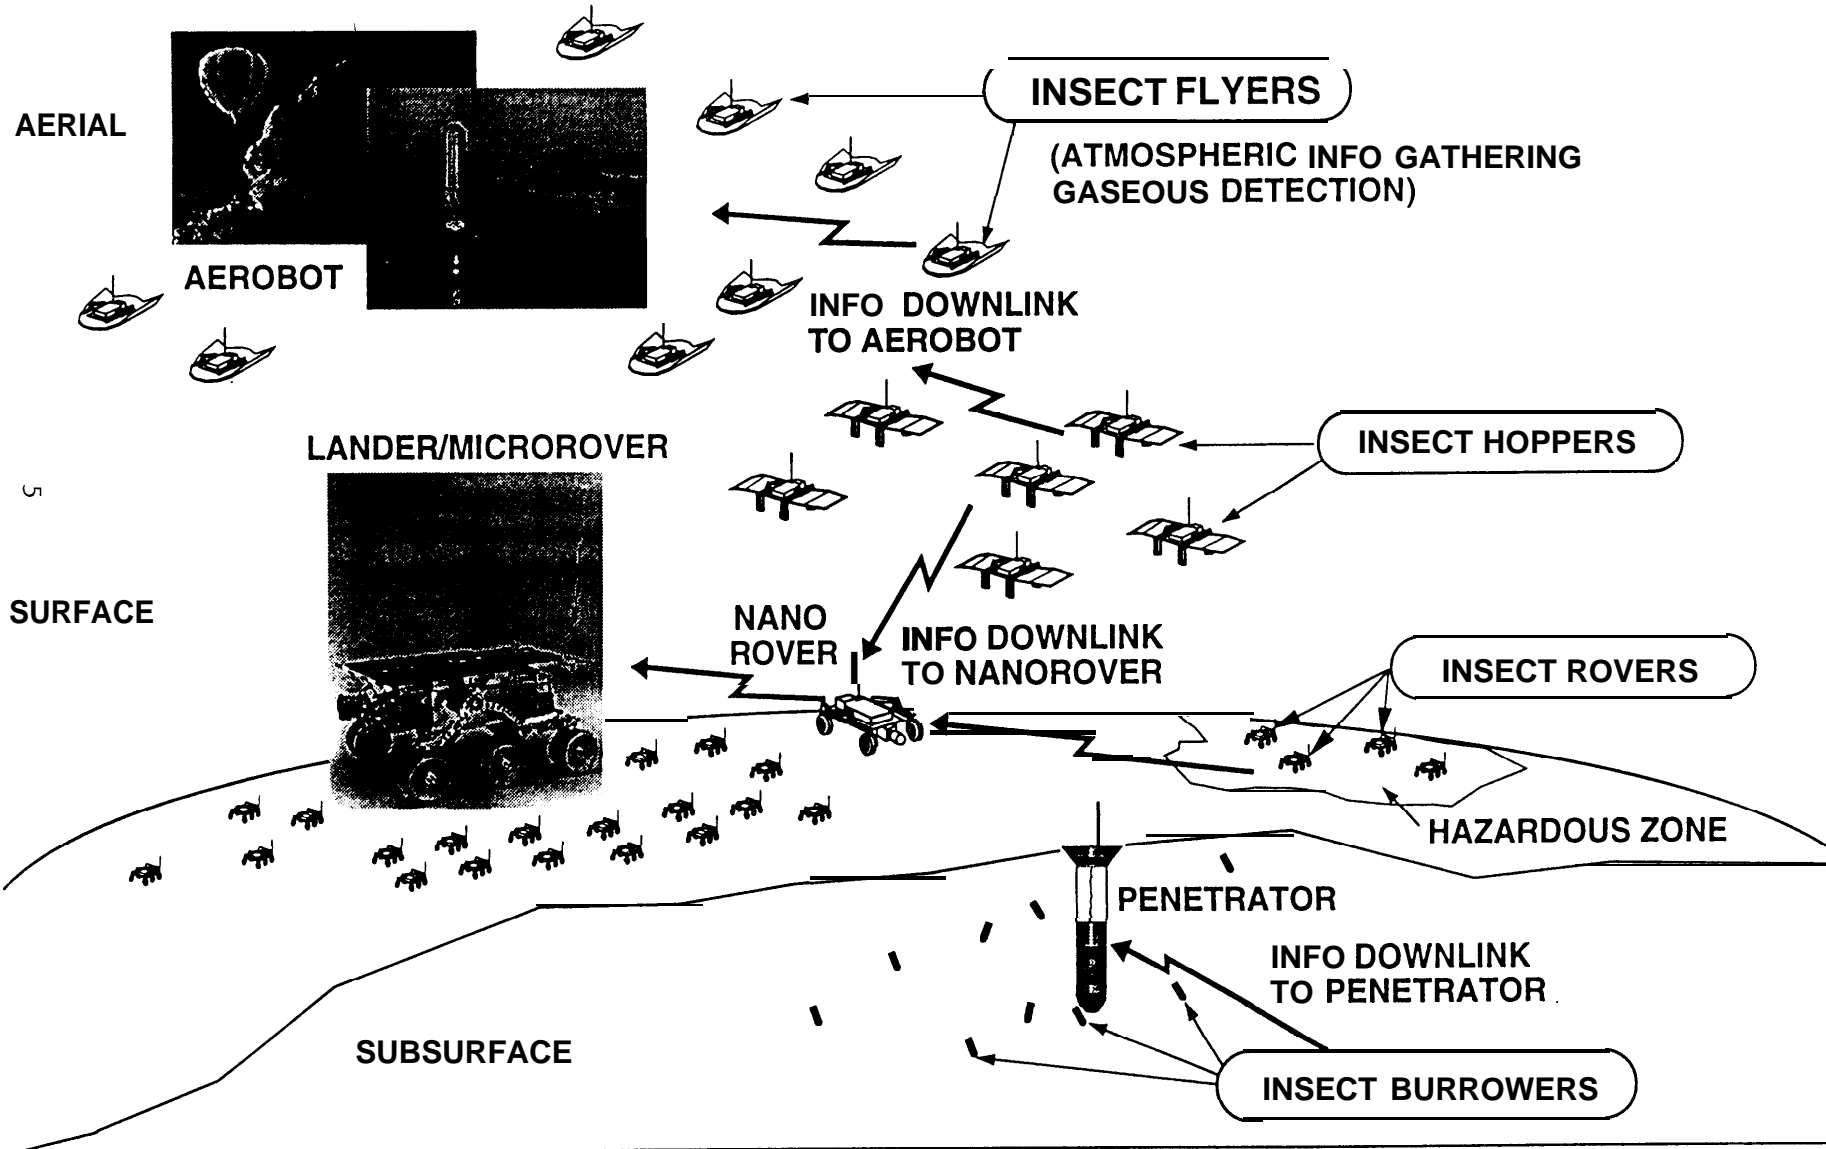 INSECT FLYERS
AERIAL
(ATMOSPHERIC INFO GATHERING
GASEOUS DETECTION)
AEROBOT
INFO DOWNLINK
TO AEROBOT
LANDER/MICROROVER
INSECT HOPPERS
5
SURFACE
NANO
ROVER
INFO DOWNLINK
TO NANOROVER
INSECT ROVERS
HAZARDOUS ZONE
PENETRATOR
INFO DOWNLINK
TO PENETRATOR
SUBSURFACE
INSECT BURROWERS